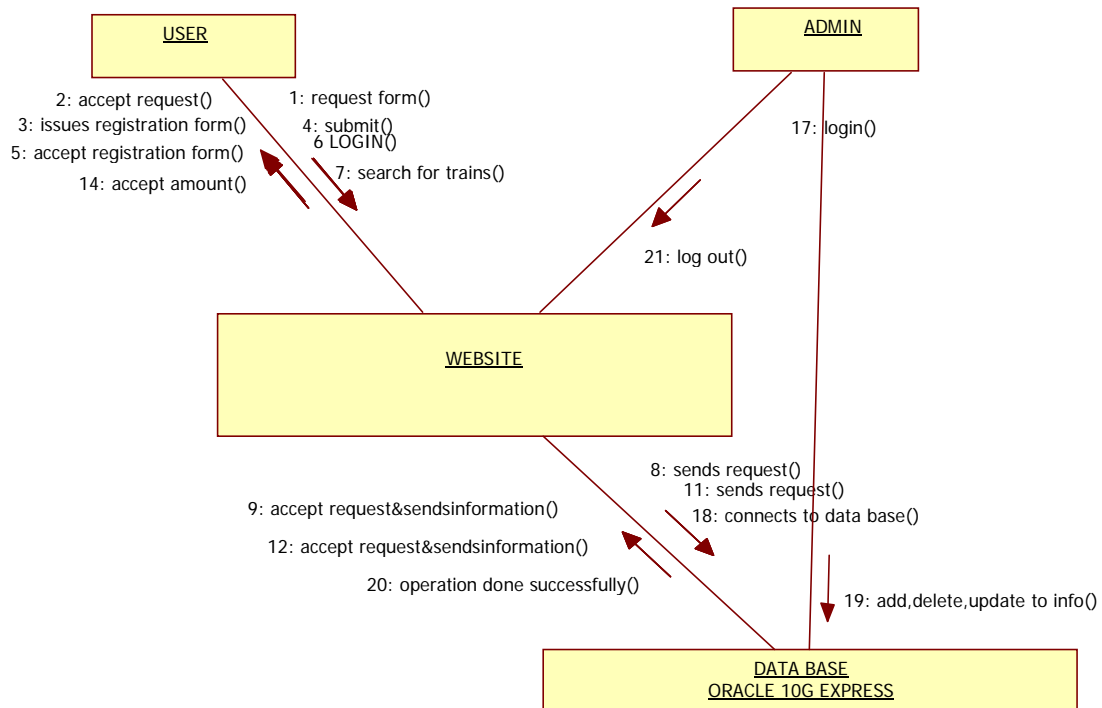 USER
ADMIN
2: accept request()
1: request form()
3: issues registration form()
4: submit()
6 LOGIN()
17: login()
5: accept registration form()
7: search for trains()
14: accept amount()
21: log out()
WEBSITE
8: sends request()
11: sends request()
9: accept request&sendsinformation()
18: connects to data base()
12: accept request&sendsinformation()
20: operation done successfully()
19: add,delete,update to info()
DATA BASE
ORACLE 10G EXPRESS